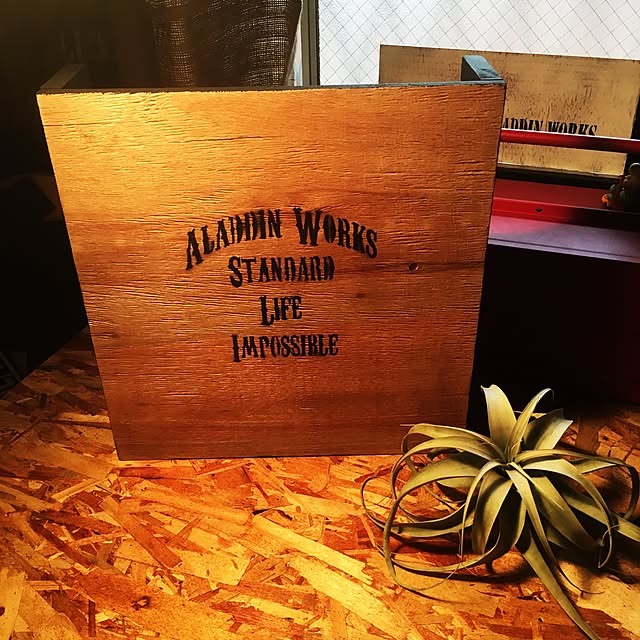 Aladdin Works
Standard
Life
Impossible
Aladdin Works